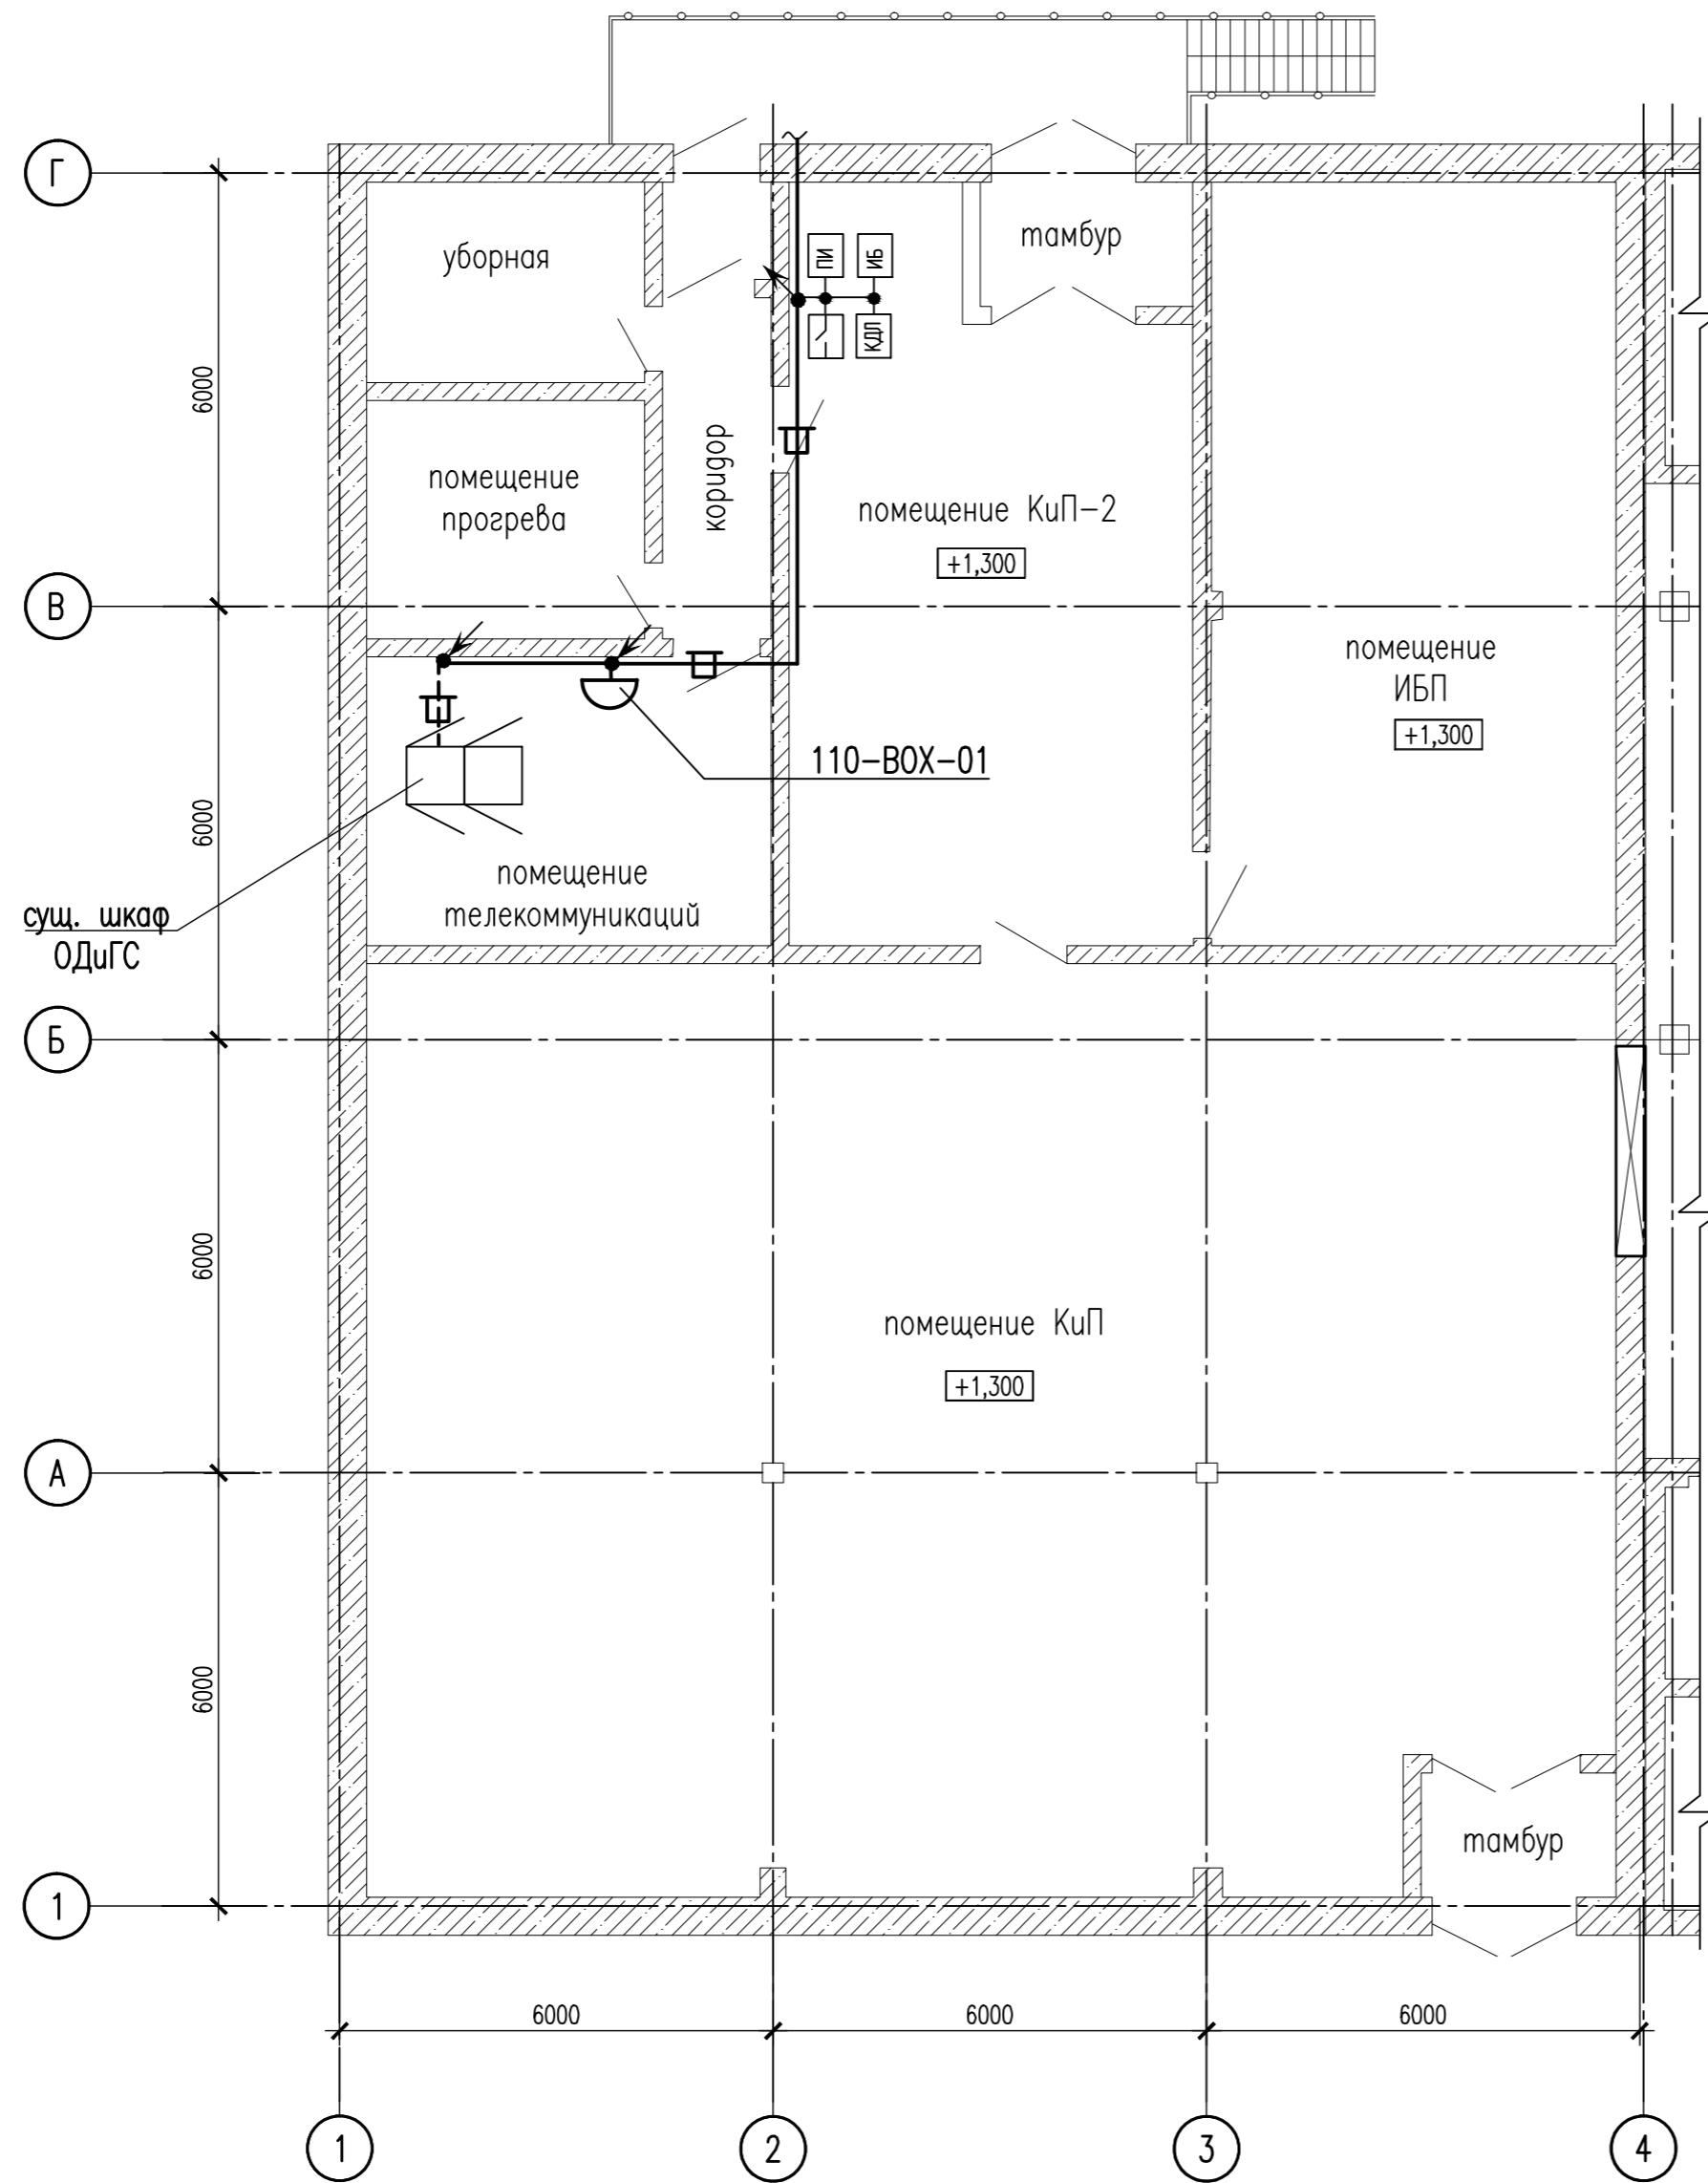 Г
уборная
ПИ
ИБ
тамбур
КДЛ
6000
помещение
прогрева
коридор
помещение КиП-2
+1,300
В
помещение
ИБП
+1,300
110-BOX-01
6000
помещение
телекоммуникаций
сущ. шкаф
ОДиГС
Б
6000
помещение КиП
+1,300
А
6000
тамбур
1
6000
6000
6000
1
2
3
4